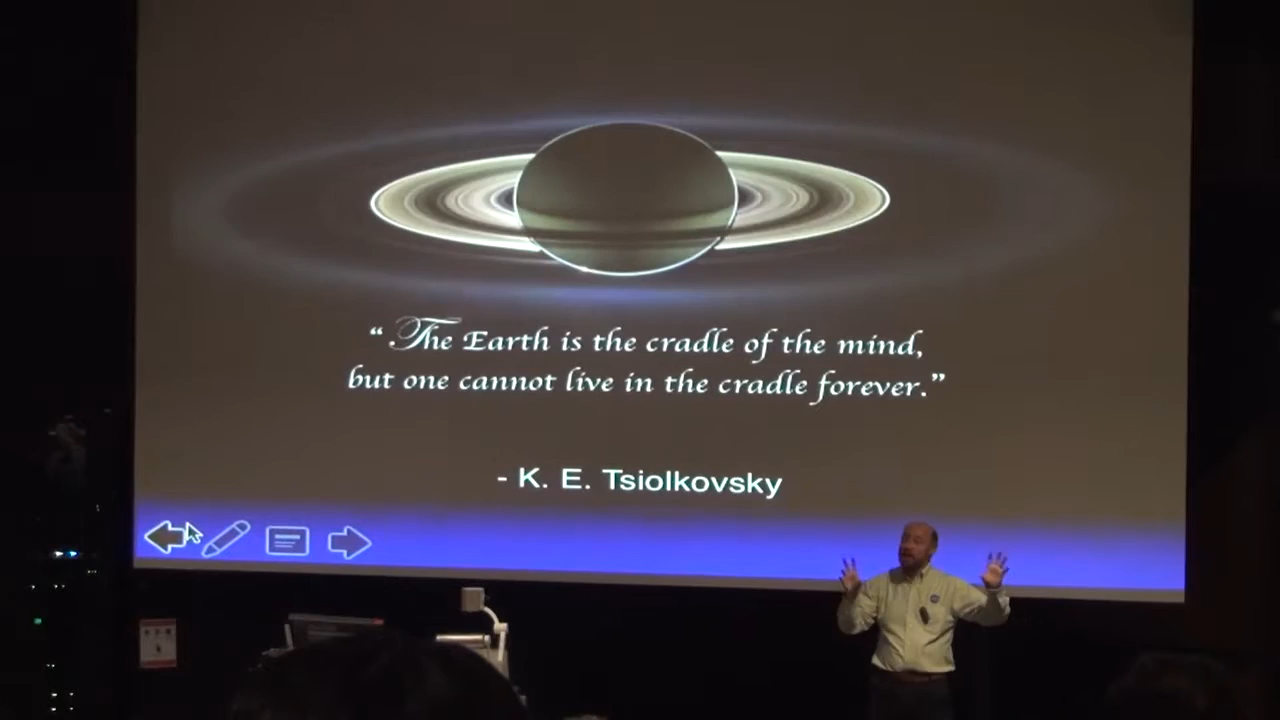 “The Earth is the cradle of the mind,
but one cannot live in the cradle forever.”
- K. E. Tsiolkovsky